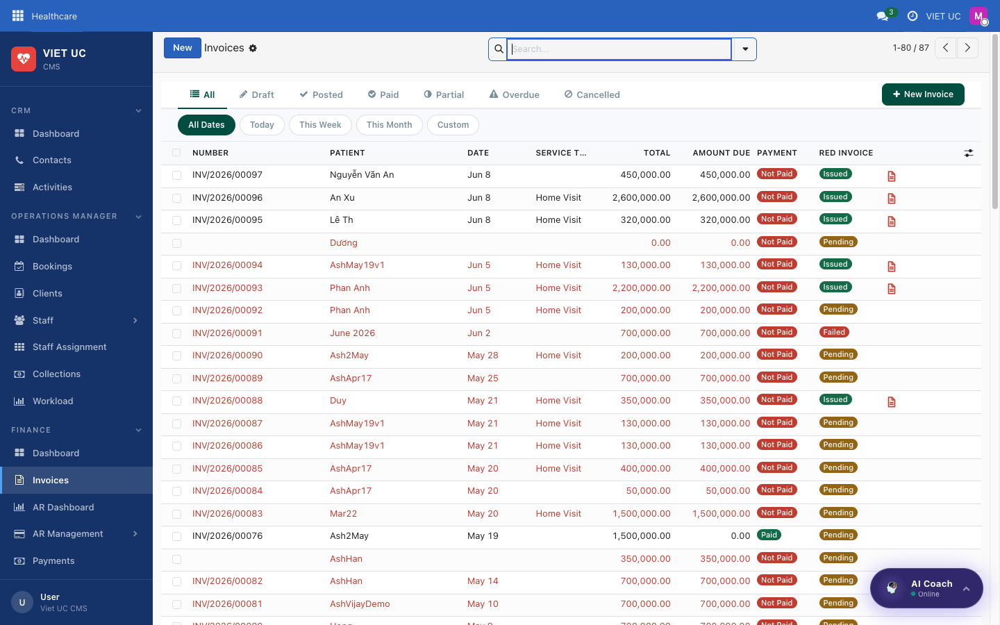 Healthcare
3
VIET UC
M
VIET UC
CMS
CRM
Dashboard
Contacts
Activities
OPERATIONS MANAGER
Dashboard
Bookings
Clients
Staff
Staff Assignment
Collections
Workload
FINANCE
Dashboard
Invoices
AR Dashboard
AR Management
Payments
U
User
Viet UC CMS
New
Invoices
Search...
1-80 / 87
All
Draft
Posted
Paid
Partial
Overdue
Cancelled
New Invoice
All Dates
Today
This Week
This Month
Custom
NUMBER PATIENT DATE SERVICE T... TOTAL AMOUNT DUE PAYMENT RED INVOICE
INV/2026/00097 Nguyễn Văn An Jun 8 450,000.00 450,000.00 Not Paid Issued
INV/2026/00096 An Xu Jun 8 Home Visit 2,600,000.00 2,600,000.00 Not Paid Issued
INV/2026/00095 Lê Th Jun 8 Home Visit 320,000.00 320,000.00 Not Paid Issued
Dương 0.00 0.00 Not Paid Pending
INV/2026/00094 AshMay19v1 Jun 5 Home Visit 130,000.00 130,000.00 Not Paid Issued
INV/2026/00093 Phan Anh Jun 5 Home Visit 2,200,000.00 2,200,000.00 Not Paid Issued
INV/2026/00092 Phan Anh Jun 5 Home Visit 200,000.00 200,000.00 Not Paid Pending
INV/2026/00091 June 2026 Jun 2 700,000.00 700,000.00 Not Paid Failed
INV/2026/00090 Ash2May May 28 Home Visit 200,000.00 200,000.00 Not Paid Pending
INV/2026/00089 AshApr17 May 25 700,000.00 700,000.00 Not Paid Pending
INV/2026/00088 Duy May 21 Home Visit 350,000.00 350,000.00 Not Paid Issued
INV/2026/00087 AshMay19v1 May 21 Home Visit 130,000.00 130,000.00 Not Paid Pending
INV/2026/00086 AshMay19v1 May 21 Home Visit 130,000.00 130,000.00 Not Paid Pending
INV/2026/00085 AshApr17 May 20 Home Visit 400,000.00 400,000.00 Not Paid Pending
INV/2026/00084 AshApr17 May 20 50,000.00 50,000.00 Not Paid Pending
INV/2026/00083 Mar22 May 20 Home Visit 1,500,000.00 1,500,000.00 Not Paid Pending
INV/2026/00076 Ash2May May 19 1,500,000.00 0.00 Paid Pending
AshHan 350,000.00 350,000.00 Not Paid Pending
INV/2026/00082 AshHan May 14 700,000.00 700,000.00 Not Paid Pending
INV/2026/00081 AshVijayDemo May 10 700,000.00 700,000.00 Not Paid Pending
AI Coach
Online